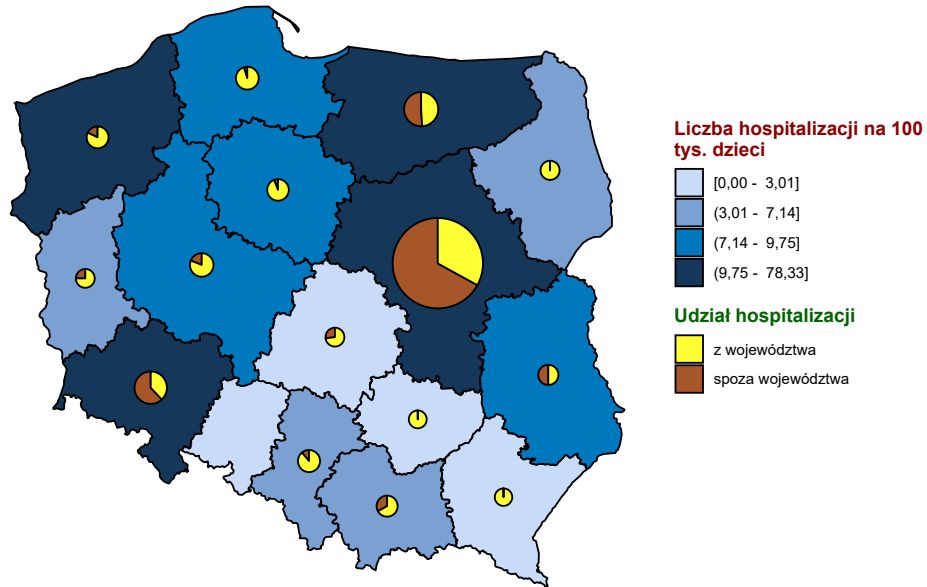 Liczba hospitalizacji na 100
tys. dzieci
[0,00 - 3,01]
(3,01 - 7,14]
(7,14 - 9,75]
(9,75 - 78,33]
Udział hospitalizacji
z województwa
spoza województwa